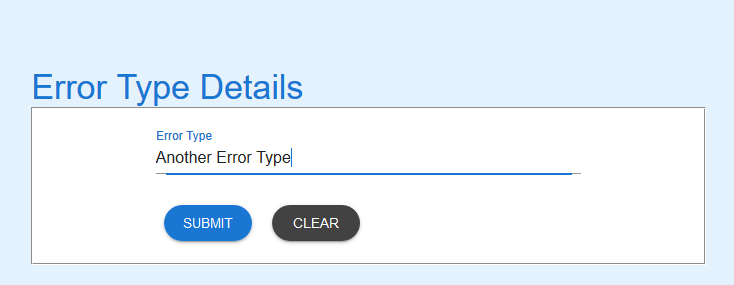 Error Type Details
Error Type
Another Error Type
SUBMIT CLEAR